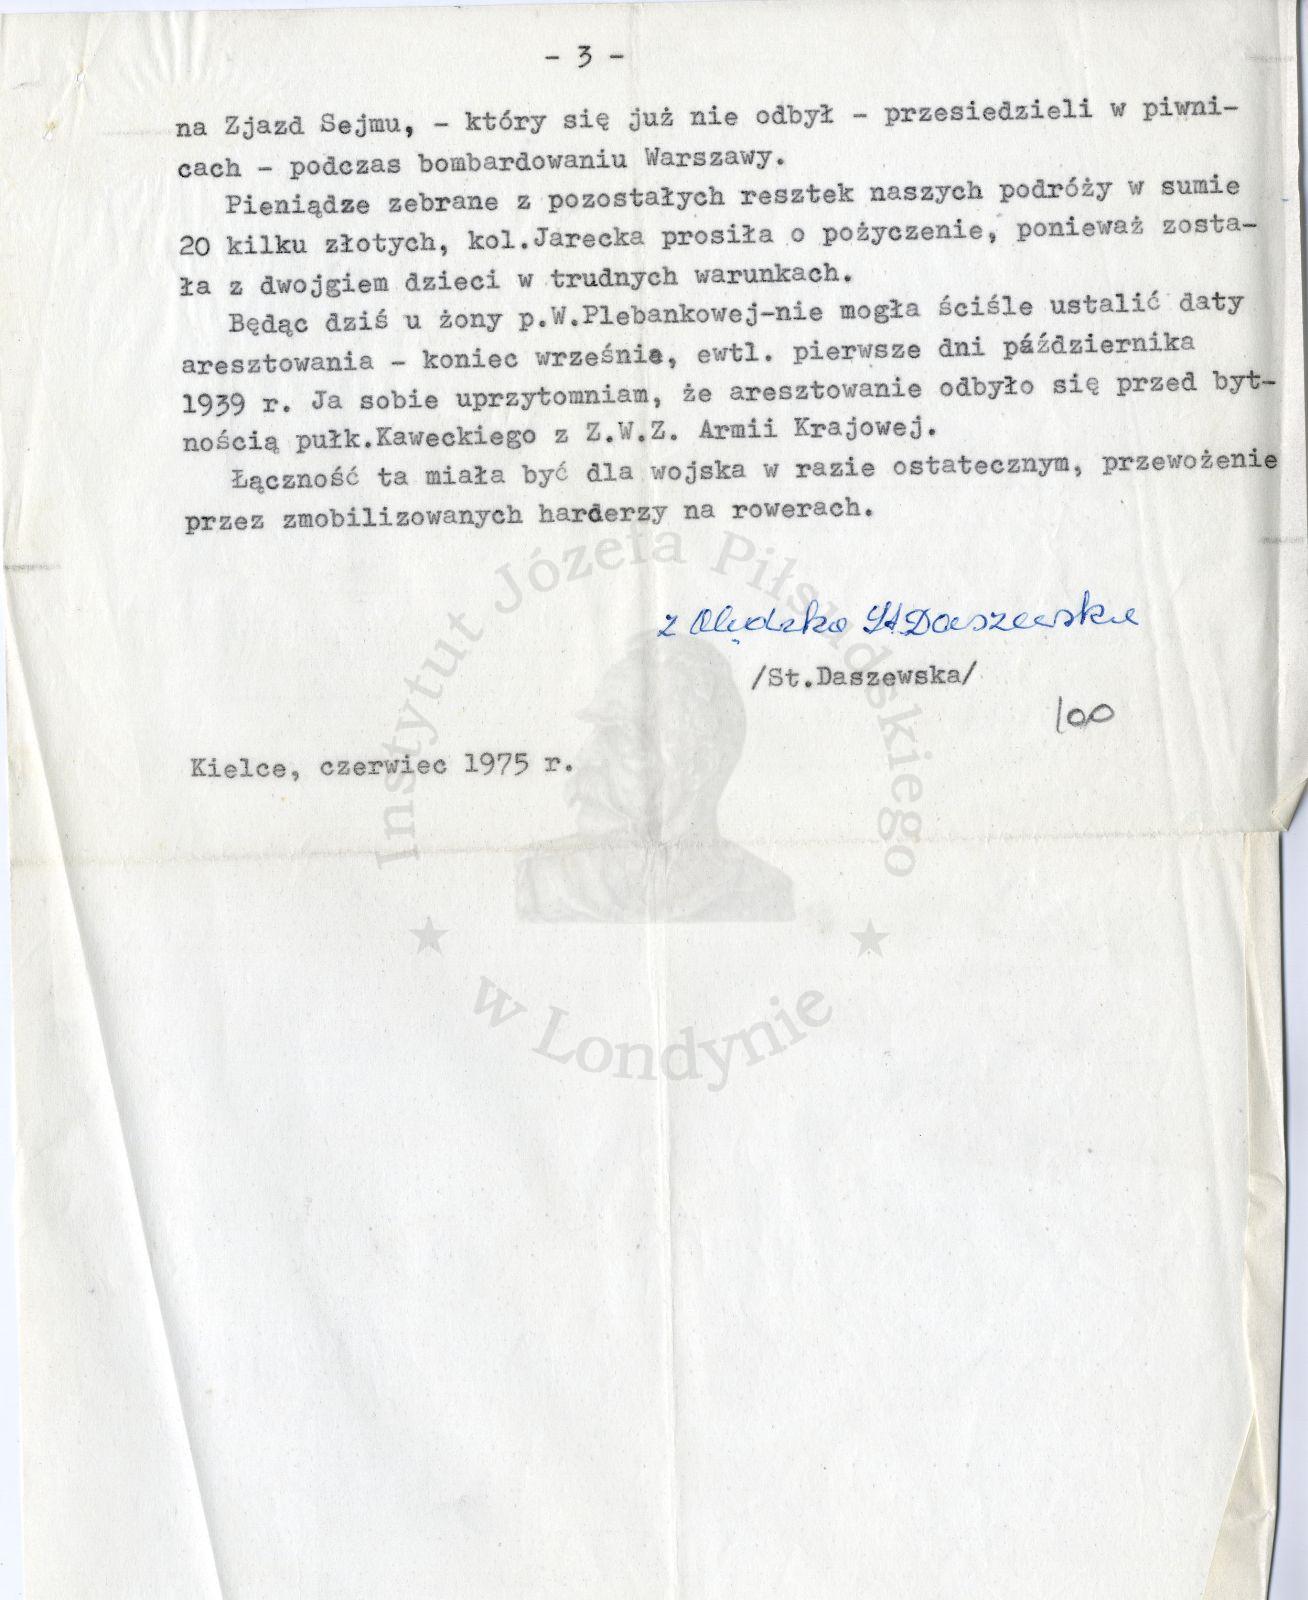 - 3 -
na Zjazd Sejmu, - który się już nie odbył - przesiedzieli w piwni-
cach - podczas bombardowaniu Warszawy.
Pieniądze zebrane z pozostałych resztek naszych podróży w sumie
20 kilku złotych, kol.Jarecka prosiła o pożyczenie, ponieważ zosta-
ła z dwojgiem dzieci w trudnych warunkach.
Będąc dziś u żony p.W.Plebankowej-nie mogła ściśle ustalić daty
aresztowania - koniec wrześnie, ewtl. pierwsze dni października
1939 r. Ja sobie uprzytomniam, że aresztowanie odbyło się przed byt-
nością pułk.Kaweckiego z Z.W.Z. Armii Krajowej.
Łączność ta miała być dla wojska w razie ostatecznym, przewożenie
przez zmobilizowanych harderzy na rowerach.
z Olędzka St Daszewska
/St.Daszewska/
100
Kielce, czerwiec 1975 r.
Instytut Józefa Piłsudskiego
w Londynie